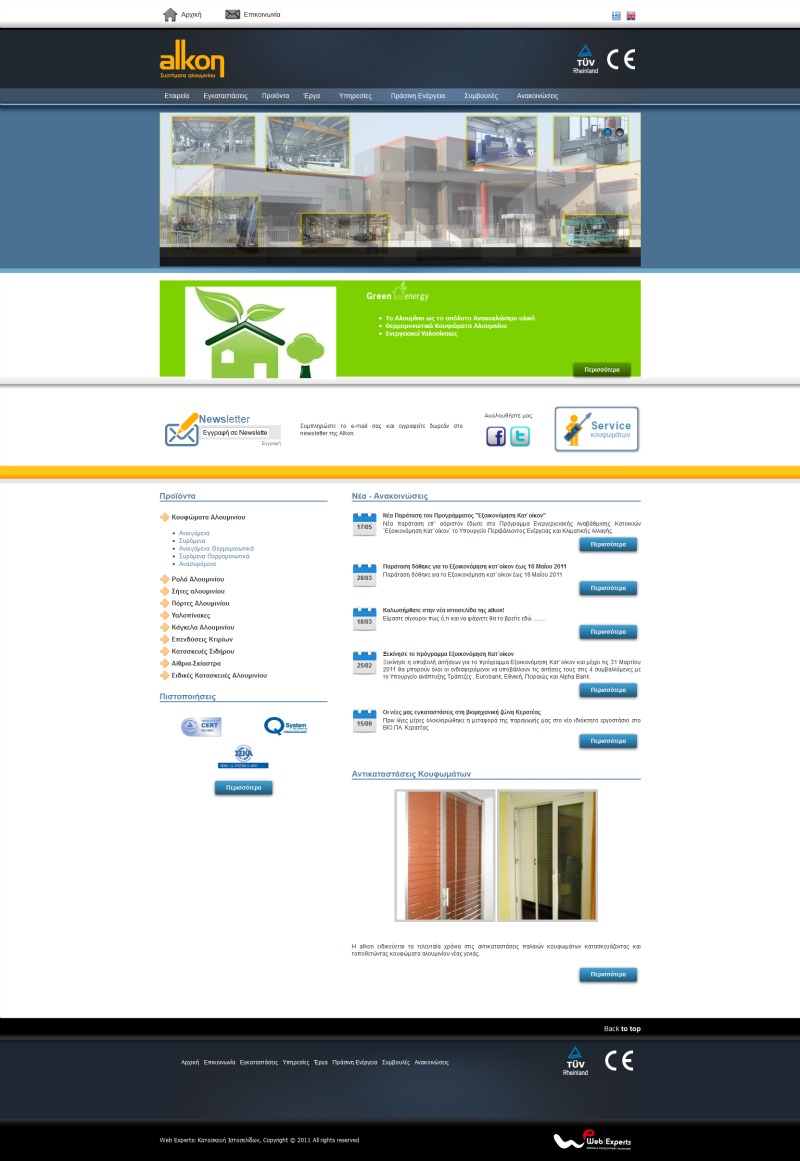 Αρχική
Επικοινωνία
alkon
Συστήματα αλουμινίου
TÜV
Rheinland
CE
Εταιρεία
Εγκαταστάσεις
Προϊόντα
Έργα
Υπηρεσίες
Πράσινη Ενέργεια
Συμβουλές
Ανακοινώσεις
Green energy
Το Αλουμίνιο ως το απόλυτο Ανακυκλώσιμο υλικό
Θερμομονωτικά Κουφώματα Αλουμινίου
Ενεργειακοί Υαλοπίνακες
Περισσότερα
Newsletter
Εγγραφή σε Newslette
Εγγραφή
Συμπληρώστε το e-mail σας και εγγραφείτε δωρεάν στο
newsletter της Alkon.
Ακολουθήστε μας
Service
κουφωμάτων
Προϊόντα
Κουφώματα Αλουμινίου
Ανοιγόμενα
Συρόμενα
Ανοιγόμενα Θερμομονωτικά
Συρόμενα Θερμομονωτικά
Ανασυρόμενα
Ρολά Αλουμινίου
Σήτες αλουμινίου
Πόρτες Αλουμινίου
Υαλοπίνακες
Κάγκελα Αλουμινίου
Επενδύσεις Κτιρίων
Κατασκευές Σιδήρου
Αίθρια-Σκίαστρα
Ειδικές Κατασκευές Αλουμινίου
Πιστοποιήσεις
CERT
Q System
ΣΕΚΑ
Περισσότερα
Νέα - Ανακοινώσεις
17/05
Νέα Παράταση του Προγράμματος "Εξοικονόμηση Κατ΄οίκον"
Νέα παράταση επ΄ αόριστον έδωσε στο Πρόγραμμα Ενεργεργειακής Αναβάθμισης Κατοικιών
΄Εξοικονόμηση Κατ΄οίκον΄ το Υπουργείο Περιβάλλοντος Ενέργειας και Κλιματικής Αλλαγής.
Περισσότερα
28/03
Παράταση δόθηκε για το Εξοικονόμηση κατ΄οίκον έως 16 Μαΐου 2011
Παράταση δόθηκε για το Εξοικονόμηση κατ΄οίκον έως 16 Μαΐου 2011
Περισσότερα
18/03
Καλωσήρθατε στην νέα ιστοσελίδα της alkon!
Είμαστε σίγουροι πως ό,τι και να ψάχνετε θα το βρείτε εδώ ........
Περισσότερα
25/02
Ξεκίνησε το πρόγραμμα Εξοικονόμηση Κατ΄οίκον
Ξεκίνησε η υποβολή αιτήσεων για το πρόγραμμα Εξοικονόμηση Κατ΄οίκον και μέχρι τις 31 Μαρτίου
2011 θα μπορούν όλοι οι ενδιαφερόμενοι να υποβάλλουν τις αιτήσεις τους στις 4 συμβαλλόμενες με
το Υπουργείο ανάπτυξης Τράπεζες , Eurobank, Εθνική, Πειραιώς και Alpha Bank.
Περισσότερα
15/09
Οι νέες μας εγκαταστάσεις στη βιομηχανική ζώνη Κερατέας
Πριν λίγες μέρες ολοκληρώθηκε η μεταφορά της παραγωγής μας στο νέο ιδιόκτητο εργοστάσιο στο
ΒΙΟ.ΠΑ. Κερατέας
Περισσότερα
Αντικαταστάσεις Κουφωμάτων
Η alkon ειδικεύεται τα τελευταία χρόνια στις αντικαταστάσεις παλαιών κουφωμάτων κατασκευάζοντας και
τοποθετώντας κουφώματα αλουμινίου νέας γενιάς.
Περισσότερα
Back to top
Αρχική Επικοινωνία Εγκαταστάσεις Υπηρεσίες Έργα Πράσινη Ενέργεια Συμβουλές Ανακοινώσεις
TÜV
Rheinland
CE
Web Experts: Κατασκευή Ιστοσελίδων, Copyright © 2011 All rights reserved
Web Experts